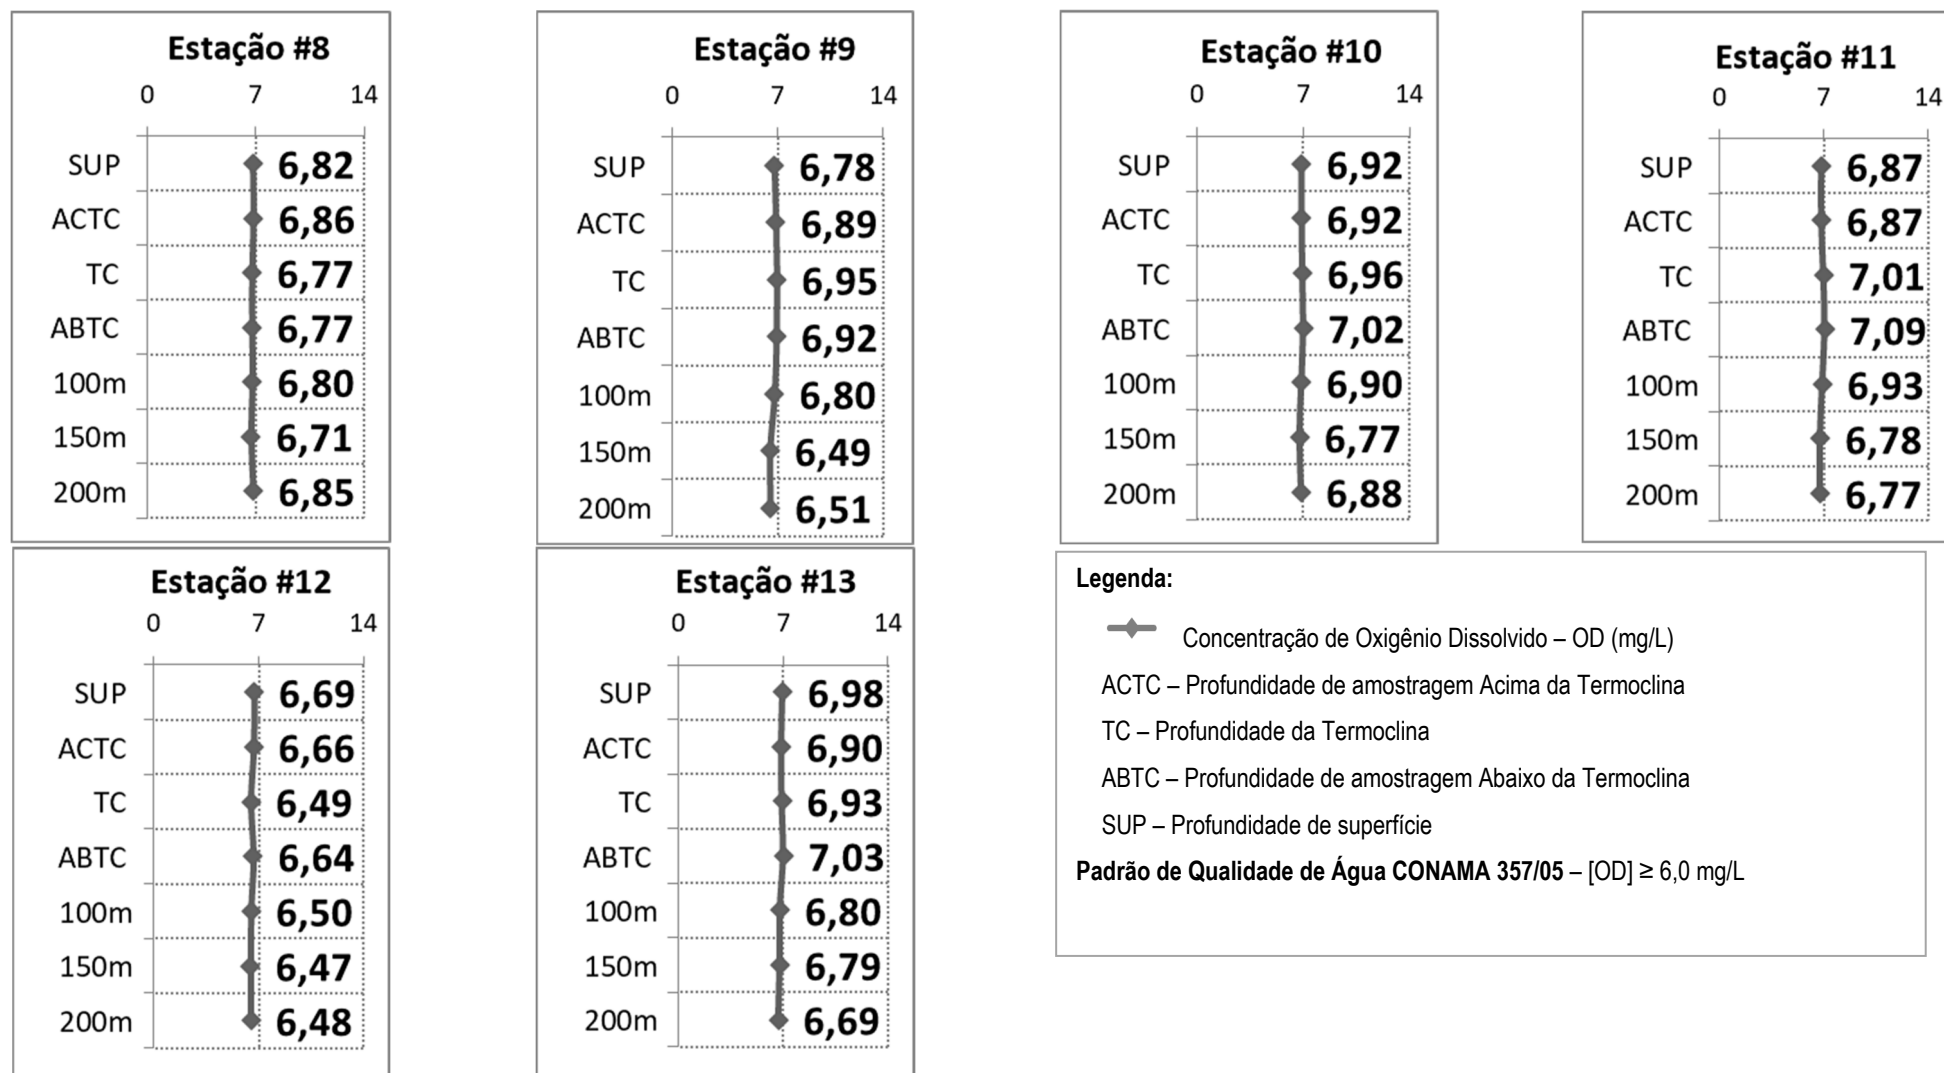 Estação #8
0 7 14
SUP 6,82
ACTC 6,86
TC 6,77
ABTC 6,77
100m 6,80
150m 6,71
200m 6,85
Estação #9
0 7 14
SUP 6,78
ACTC 6,89
TC 6,95
ABTC 6,92
100m 6,80
150m 6,49
200m 6,51
Estação #10
0 7 14
SUP 6,92
ACTC 6,92
TC 6,96
ABTC 7,02
100m 6,90
150m 6,77
200m 6,88
Estação #11
0 7 14
SUP 6,87
ACTC 6,87
TC 7,01
ABTC 7,09
100m 6,93
150m 6,78
200m 6,77
Estação #12
0 7 14
SUP 6,69
ACTC 6,66
TC 6,49
ABTC 6,64
100m 6,50
150m 6,47
200m 6,48
Estação #13
0 7 14
SUP 6,98
ACTC 6,90
TC 6,93
ABTC 7,03
100m 6,80
150m 6,79
200m 6,69
Legenda:
Concentração de Oxigênio Dissolvido – OD (mg/L)
ACTC – Profundidade de amostragem Acima da Termoclina
TC – Profundidade da Termoclina
ABTC – Profundidade de amostragem Abaixo da Termoclina
SUP – Profundidade de superfície
Padrão de Qualidade de Água CONAMA 357/05 – [OD] ≥ 6,0 mg/L